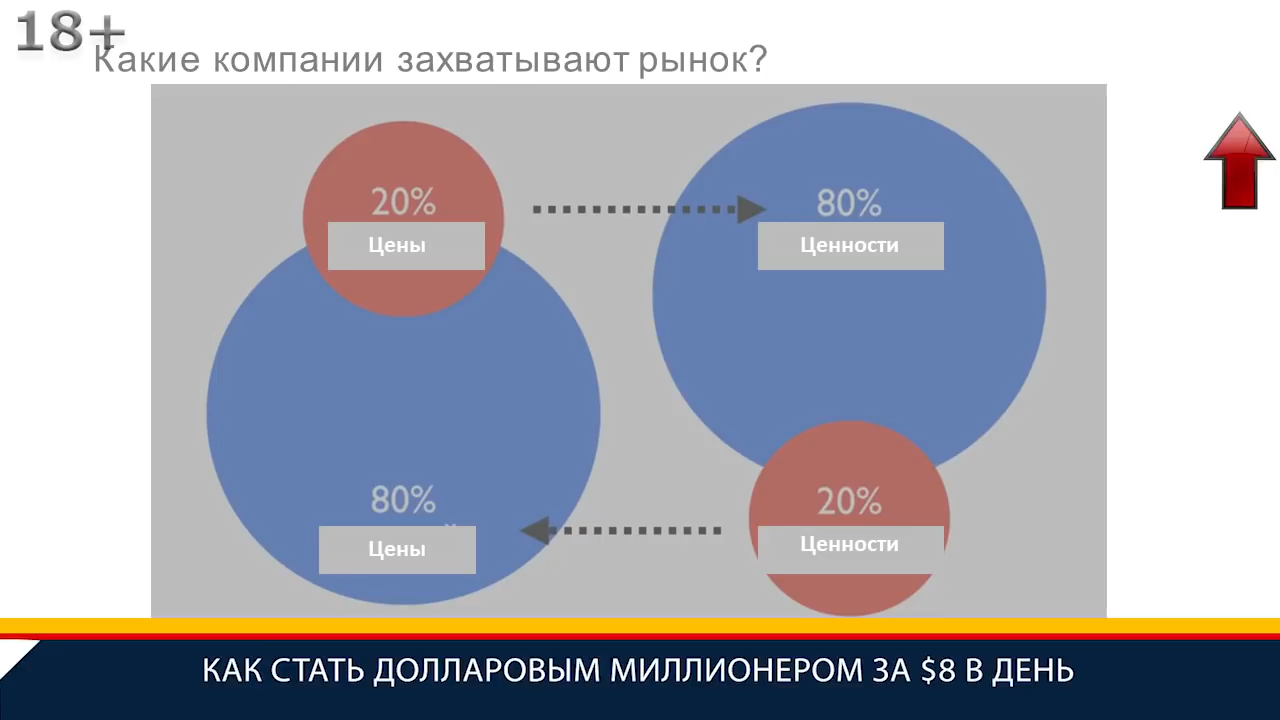 18+
Какие компании захватывают рынок?
20%
Цены
80%
Ценности
80%
Цены
20%
Ценности
КАК СТАТЬ ДОЛЛАРОВЫМ МИЛЛИОНЕРОМ ЗА $8 В ДЕНЬ